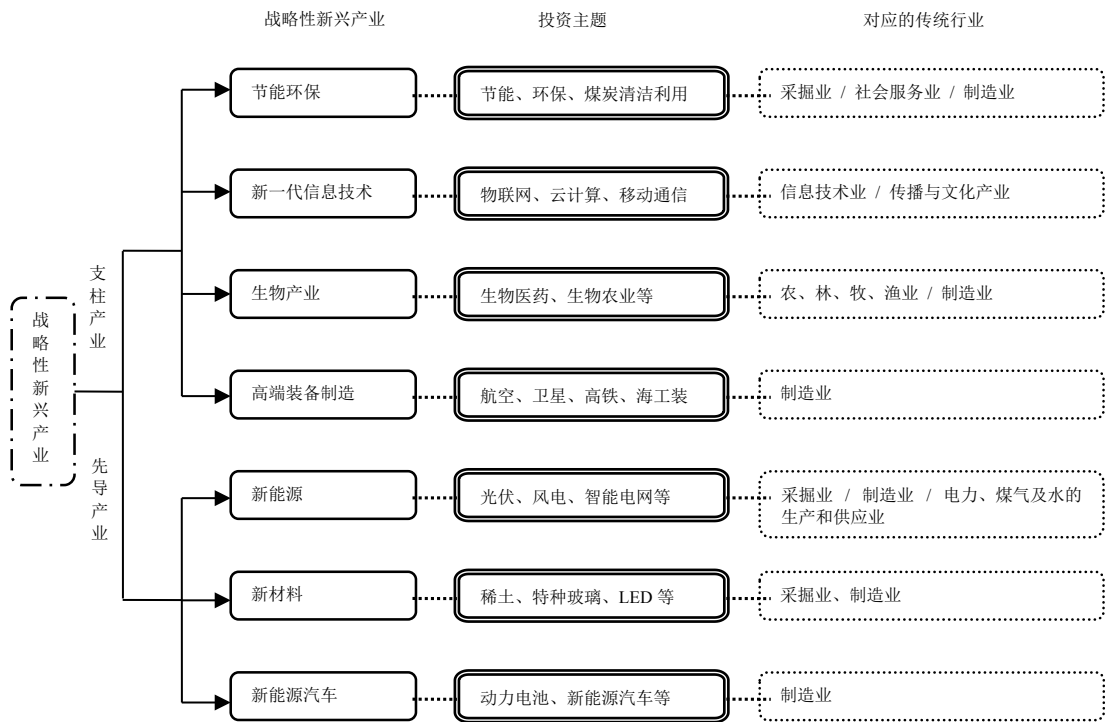 战略性新兴产业 投资主题 对应的传统行业
节能环保 节能、环保、煤炭清洁利用 采掘业 / 社会服务业 / 制造业
新一代信息技术 物联网、云计算、移动通信 信息技术业 / 传播与文化产业
支柱产业
生物产业 生物医药、生物农业等 农、林、牧、渔业 / 制造业
战略性新兴产业
高端装备制造 航空、卫星、高铁、海工装 制造业
先导产业
新能源 光伏、风电、智能电网等 采掘业 / 制造业 / 电力、煤气及水的
生产和供应业
新材料 稀土、特种玻璃、LED 等 采掘业、制造业
新能源汽车 动力电池、新能源汽车等 制造业